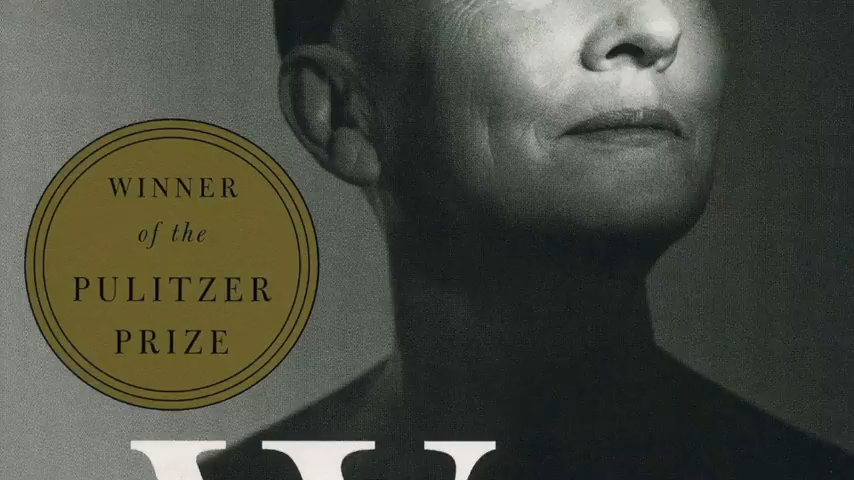 WINNER
of the
PULITZER
PRIZE
W